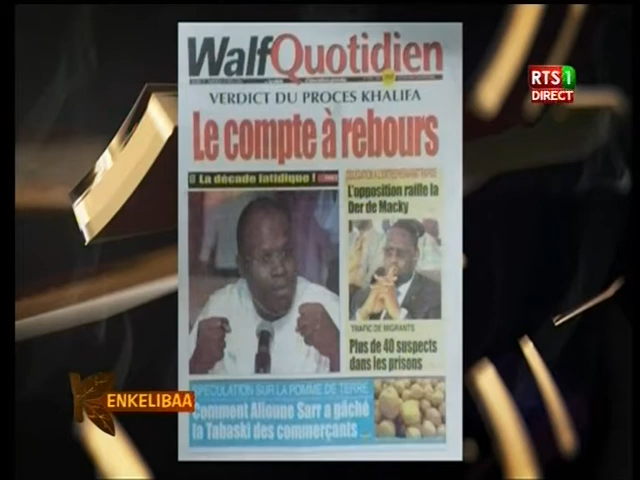 WalfQuotidien
RTS1
DIRECT
VERDICT DU PROCES KHALIFA
Le compte à rebours
La décade fatidique !
L'opposition raffle la
Der de Macky
TRAFIC DE MIGRANTS
Plus de 40 suspects
dans les prisons
SPECULATION SUR LA POMME DE TERRE
Comment Alioune Sarr a gâché
la Tabaski des commerçants
KENKELIBAA